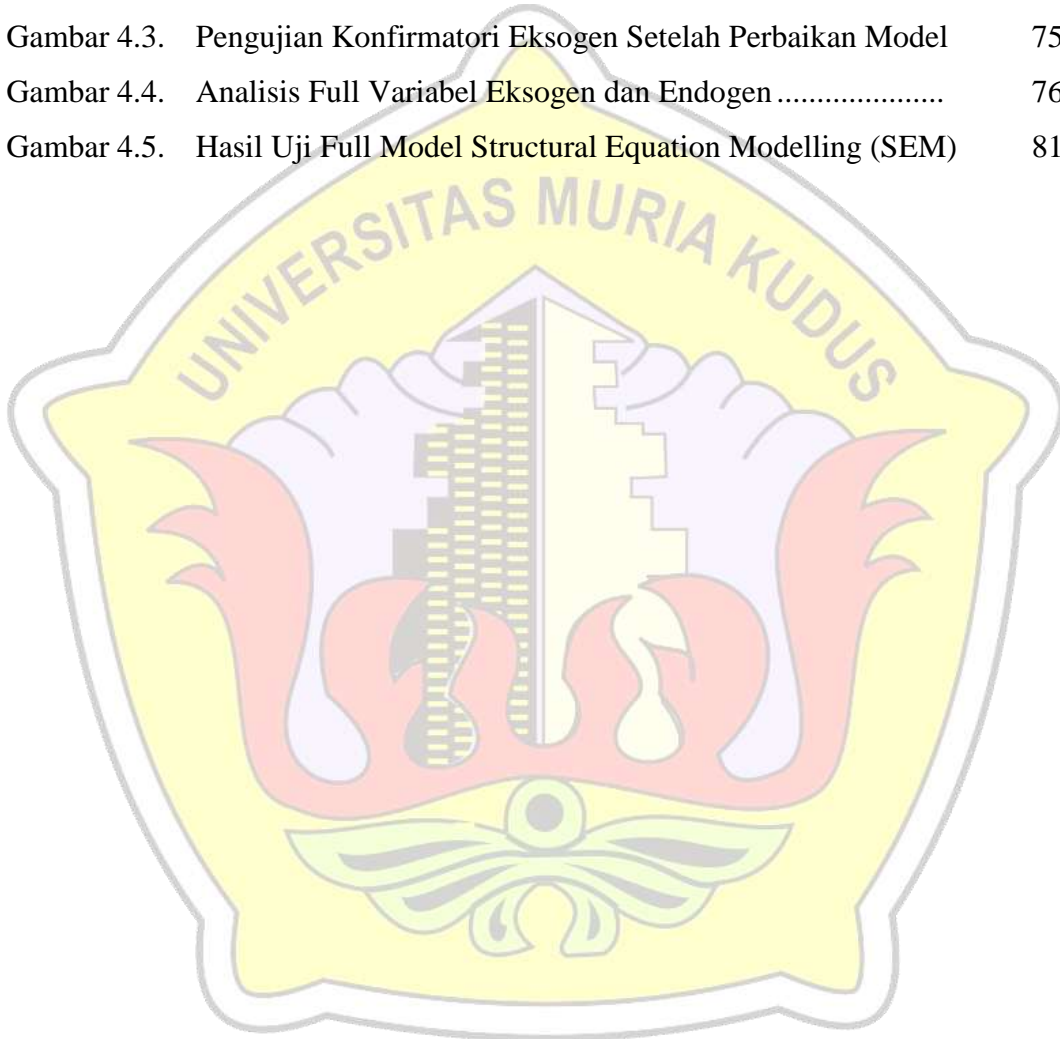 Gambar 4.3. Pengujian Konfirmatori Eksogen Setelah Perbaikan Model 75
Gambar 4.4. Analisis Full Variabel Eksogen dan Endogen ..................... 76
Gambar 4.5. Hasil Uji Full Model Structural Equation Modelling (SEM) 81
UNIVERSITAS MURIA KUDUS